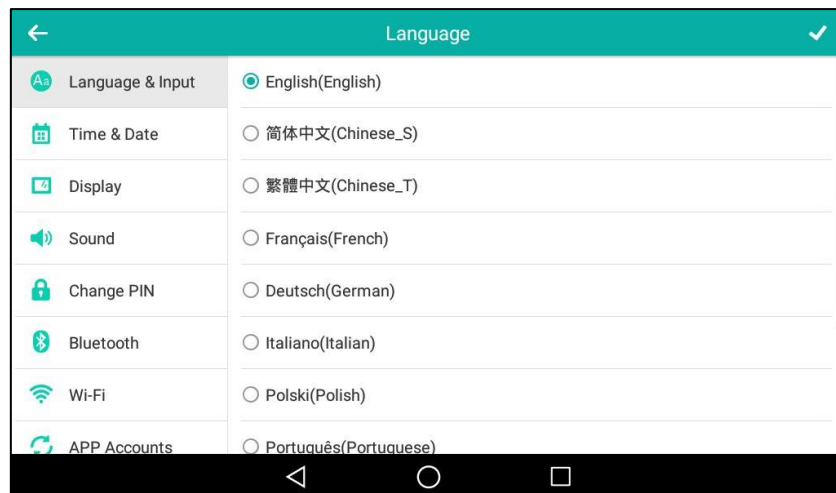 Language
Language & Input
Time & Date
Display
Sound
Change PIN
Bluetooth
Wi-Fi
APP Accounts
English(English)
简体中文(Chinese_S)
繁體中文(Chinese_T)
Français(French)
Deutsch(German)
Italiano(Italian)
Polski(Polish)
Português(Portuguese)